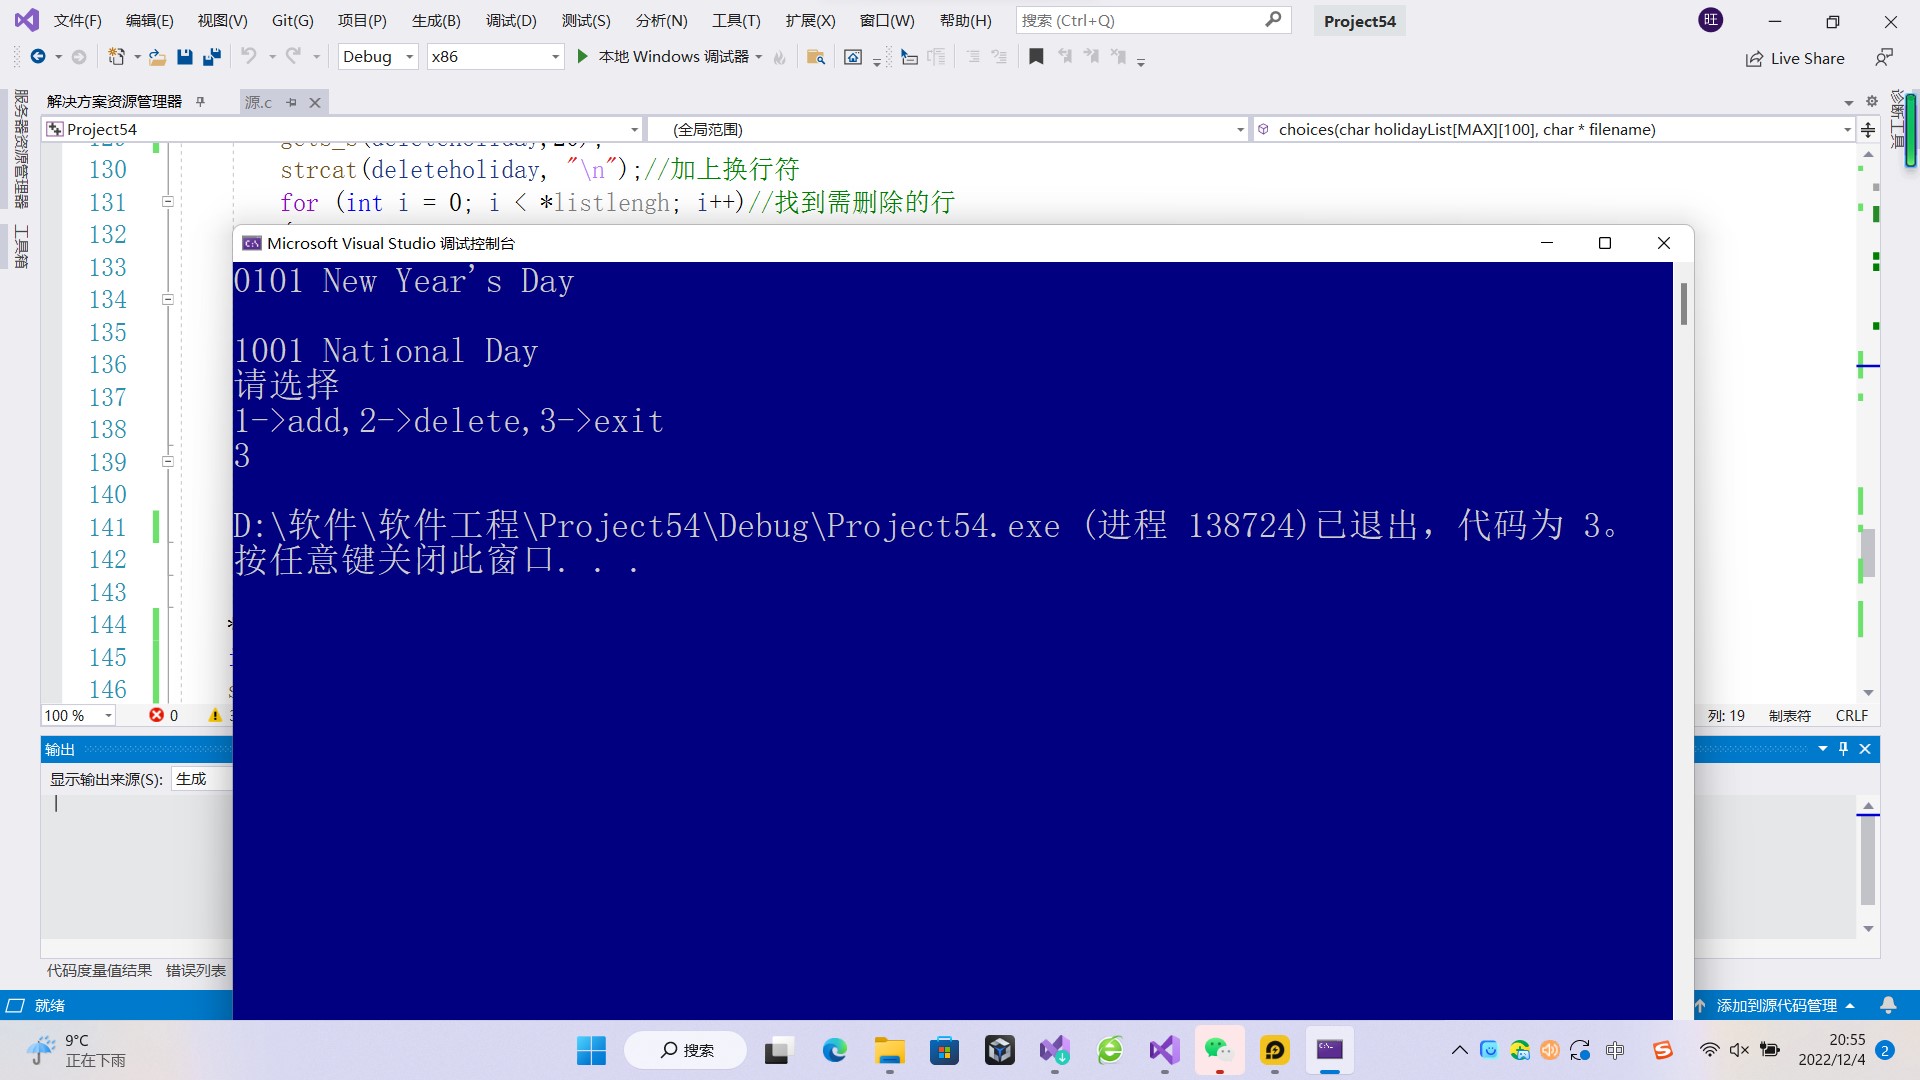 文件(F) 编辑(E) 视图(V) Git(G) 项目(P) 生成(B) 调试(D) 测试(S) 分析(N) 工具(T) 扩展(X) 窗口(W) 帮助(H) 搜索 (Ctrl+Q) Project54 旺
Debug x86 本地 Windows 调试器 Live Share
服务器资源管理器
工具箱
解决方案资源管理器 源.c
诊断工具
Project54 (全局范围) choices(char holidayList[MAX][100], char * filename)
130 strcat(deleteholiday, "\n");//加上换行符
131 for (int i = 0; i < *listlengh; i++)//找到需删除的行
132
133
134
135
136
137
138
139
140
141
142
143
144
145
146
Microsoft Visual Studio 调试控制台
0101 New Year's Day
1001 National Day
请选择
1->add,2->delete,3->exit
3
D:\软件\软件工程\Project54\Debug\Project54.exe (进程 138724)已退出，代码为 3。
按任意键关闭此窗口. . .
100 % 0 列: 19 制表符 CRLF
输出
显示输出来源(S): 生成
代码度量值结果 错误列表
就绪 添加到源代码管理
9°C
正在下雨
搜索
中
20:55
2022/12/4
2